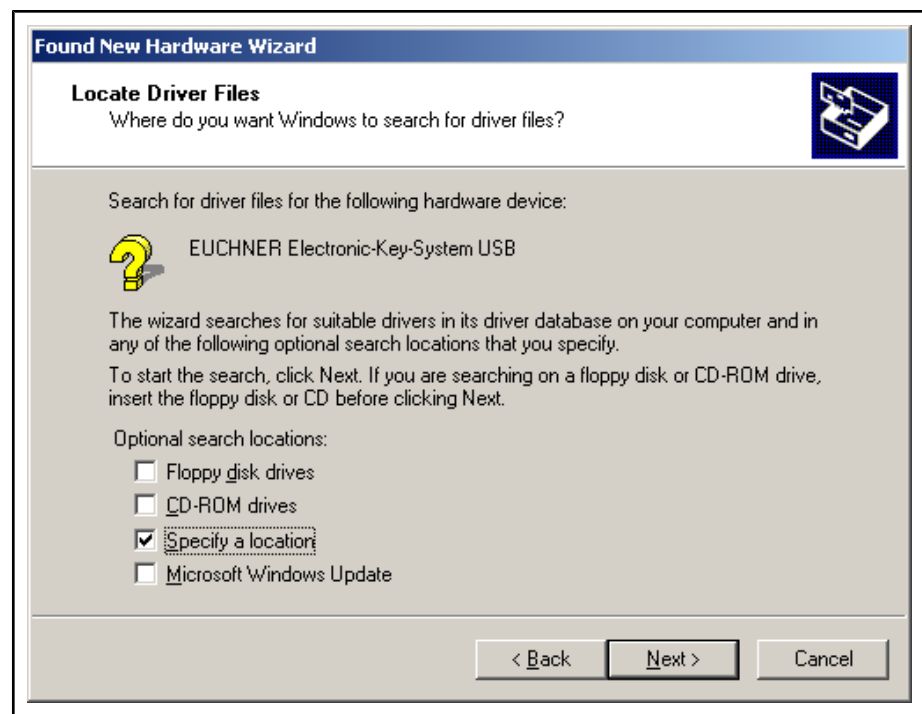 Found New Hardware Wizard
Locate Driver Files
Where do you want Windows to search for driver files?
Search for driver files for the following hardware device:
EUCHNER Electronic-Key-System USB
The wizard searches for suitable drivers in its driver database on your computer and in
any of the following optional search locations that you specify.
To start the search, click Next. If you are searching on a floppy disk or CD-ROM drive,
insert the floppy disk or CD before clicking Next.
Optional search locations:
Floppy disk drives
CD-ROM drives
Specify a location
Microsoft Windows Update
< Back Next > Cancel